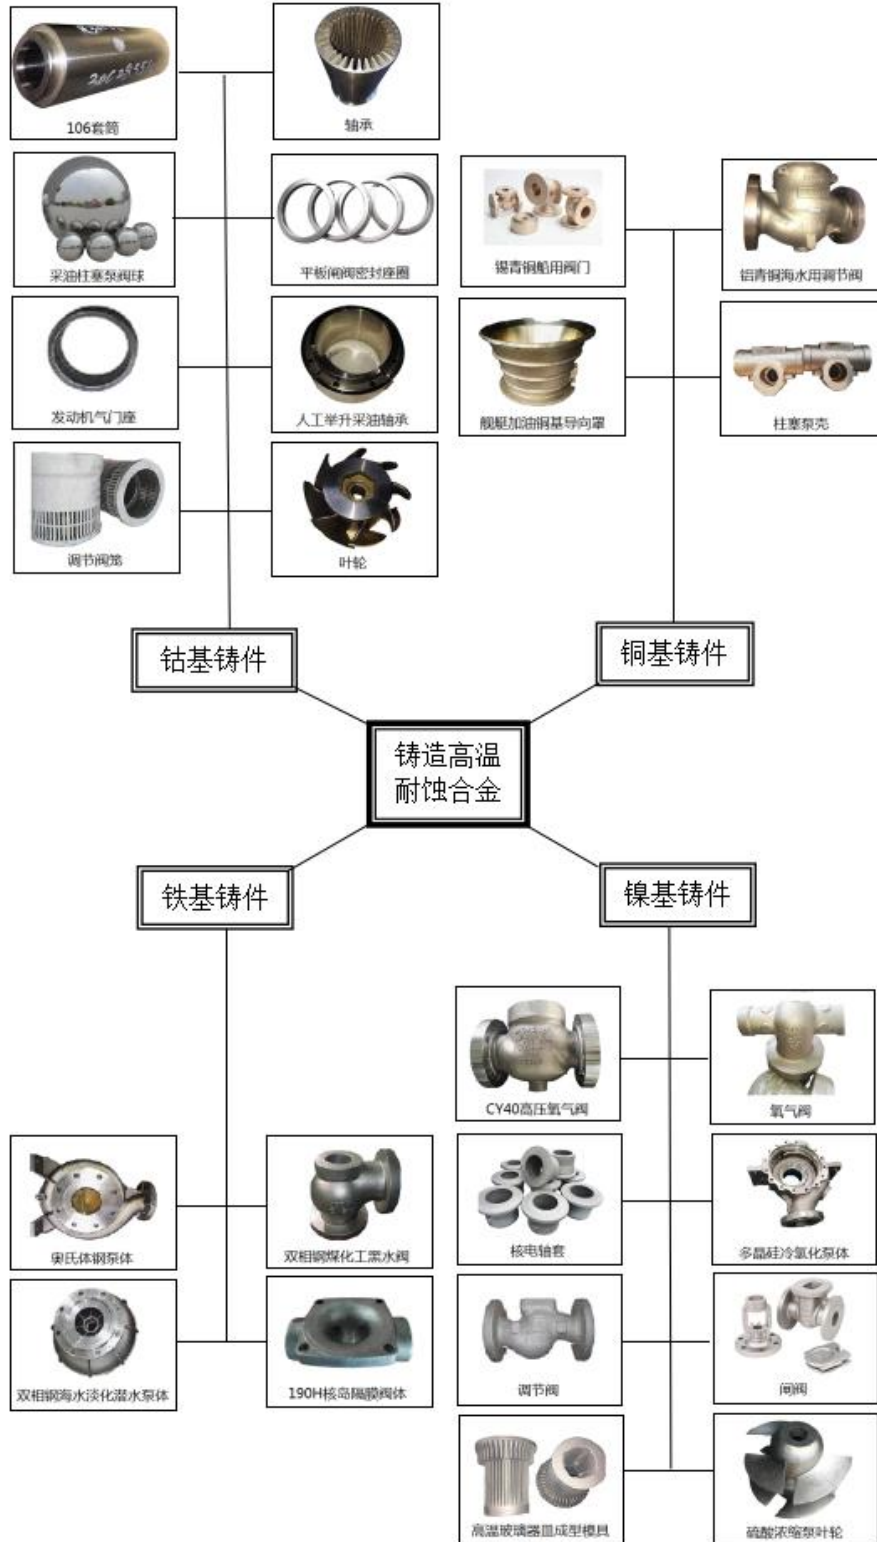 20C2955
106套筒
轴承
采油柱塞泵阀球
平板闸阀密封座圈
发动机气门座
人工举升采油轴承
调节阀笼
叶轮
锡青铜船用阀门
铝青铜海水用调节阀
舰艇加油铜基导向罩
柱塞泵壳
钴基铸件
铜基铸件
铸造高温
耐蚀合金
铁基铸件
镍基铸件
奥氏体钢泵体
双相钢煤化工黑水阀
双相钢海水淡化潜水泵体
190H核岛隔膜阀体
CY40高压氧气阀
氧气阀
核电轴套
多晶硅冷氢化泵体
调节阀
闸阀
高温玻璃器皿成型模具
硫酸浓缩泵叶轮